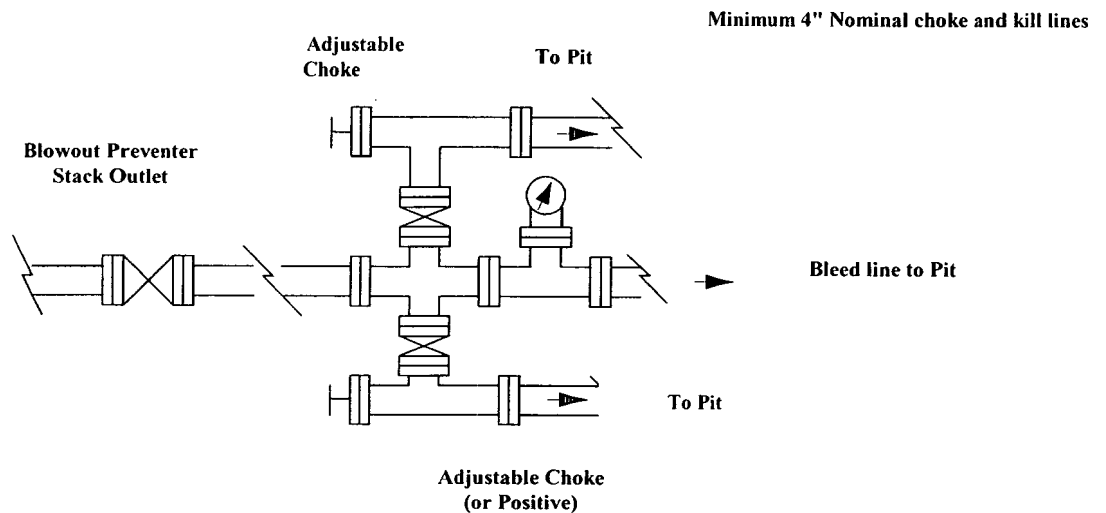 Minimum 4" Nominal choke and kill lines
Adjustable
Choke
To Pit
Blowout Preventer
Stack Outlet
Bleed line to Pit
To Pit
Adjustable Choke
(or Positive)